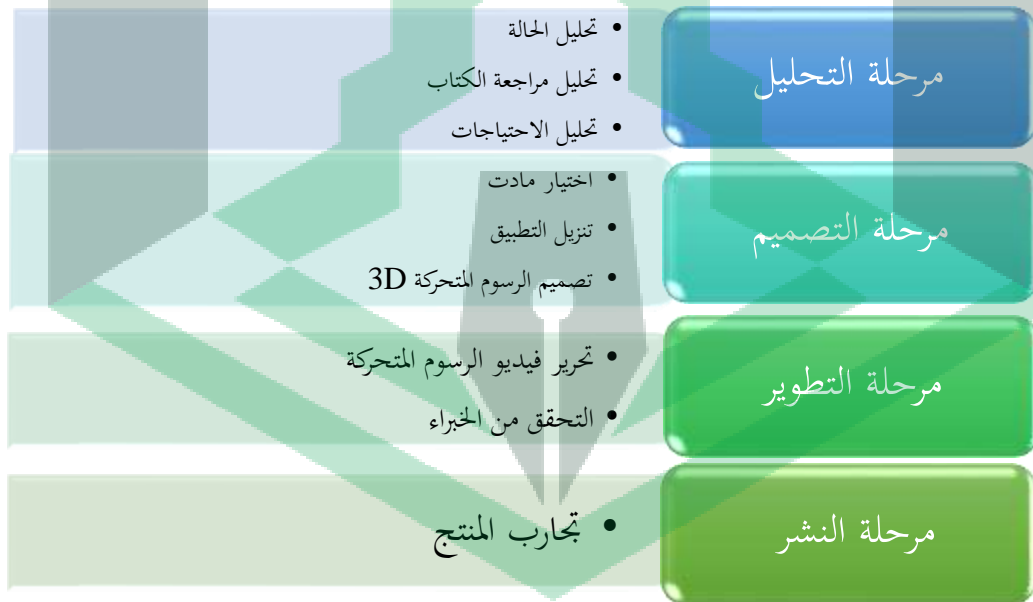 مرحلة التحليل
• تحليل الحالة
• تحليل مراجعة الكتاب
• تحليل الاحتياجات
مرحلة التصميم
• اختيار مادت
• تنزيل التطبيق
• تصميم الرسوم المتحركة 3D
مرحلة التطوير
• تحرير فيديو الرسوم المتحركة
• التحقق من الخبراء
مرحلة النشر
• تجارب المنتج